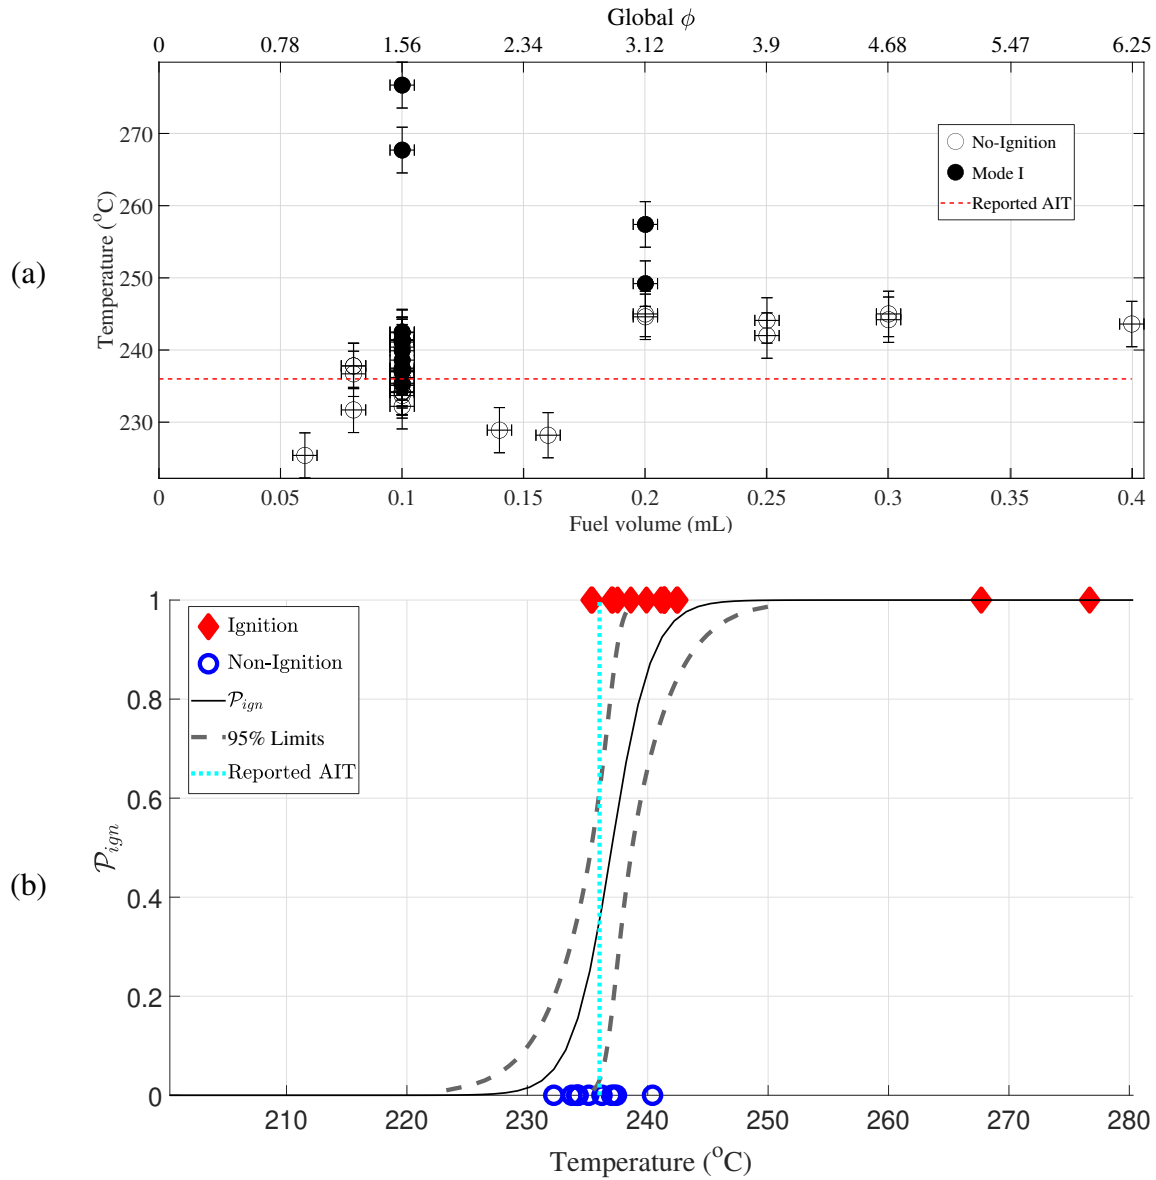 Global ϕ
0 0.78 1.56 2.34 3.12 3.9 4.68 5.47 6.25
(a)
Temperature (°C)
270
260
250
240
230
No-Ignition
Mode I
Reported AIT
0 0.05 0.1 0.15 0.2 0.25 0.3 0.35 0.4
Fuel volume (mL)
(b)
𝒫ign
1
0.8
0.6
0.4
0.2
0
Ignition
Non-Ignition
𝒫ign
95% Limits
Reported AIT
210 220 230 240 250 260 270 280
Temperature (°C)